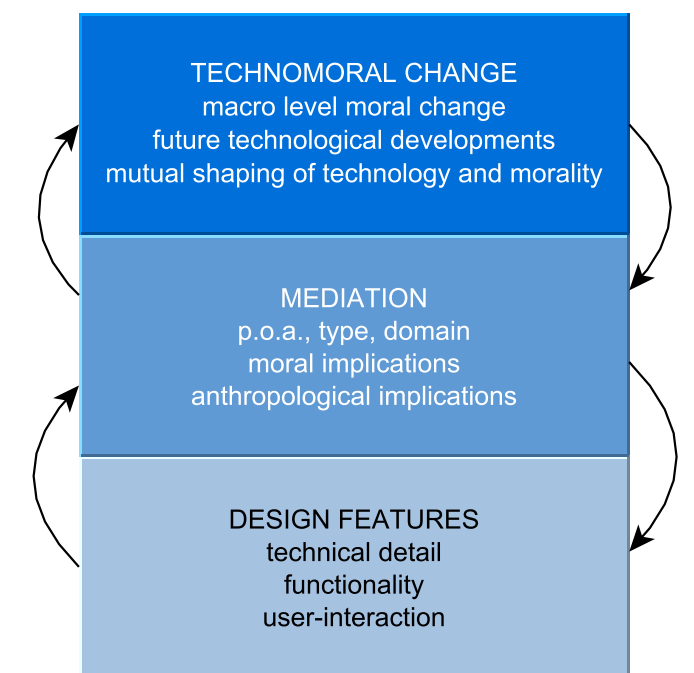 TECHNOMORAL CHANGE
macro level moral change
future technological developments
mutual shaping of technology and morality
MEDIATION
p.o.a., type, domain
moral implications
anthropological implications
DESIGN FEATURES
technical detail
functionality
user-interaction